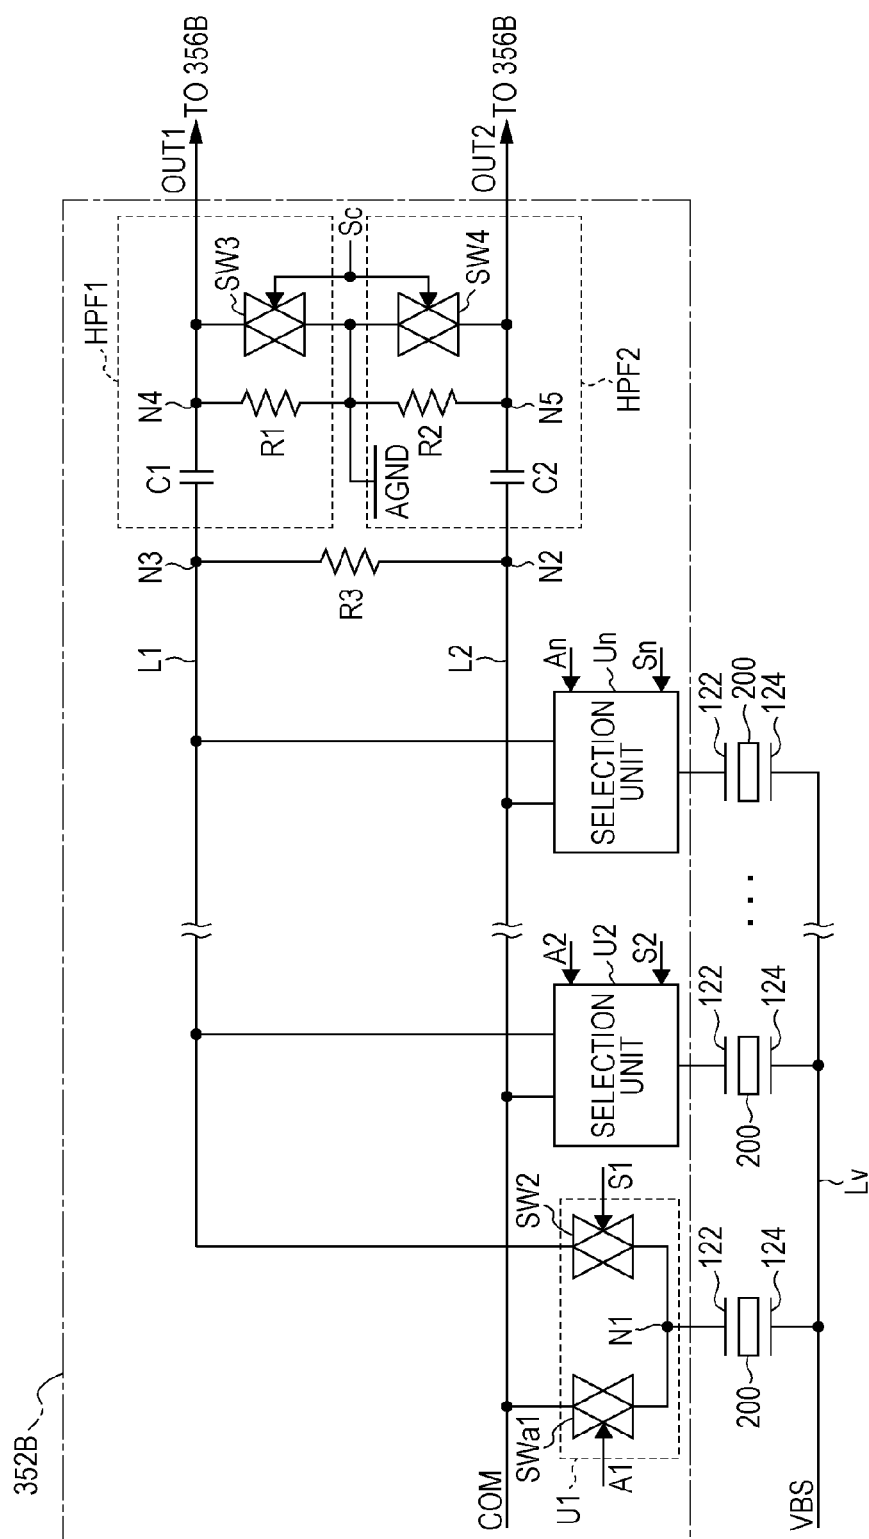 352B
HPF1
OUT1
TO 356B
L1
N3
C1
N4
SW3
Sc
R1
R3
AGND
R2
SW4
COM
L2
N2
C2
N5
OUT2
TO 356B
HPF2
U1
A1
SWa1
SW2
S1
N1
SELECTION
UNIT
A2
U2
S2
SELECTION
UNIT
An
Un
Sn
122
200
124
122
200
124
...
122
200
124
VBS
Lv